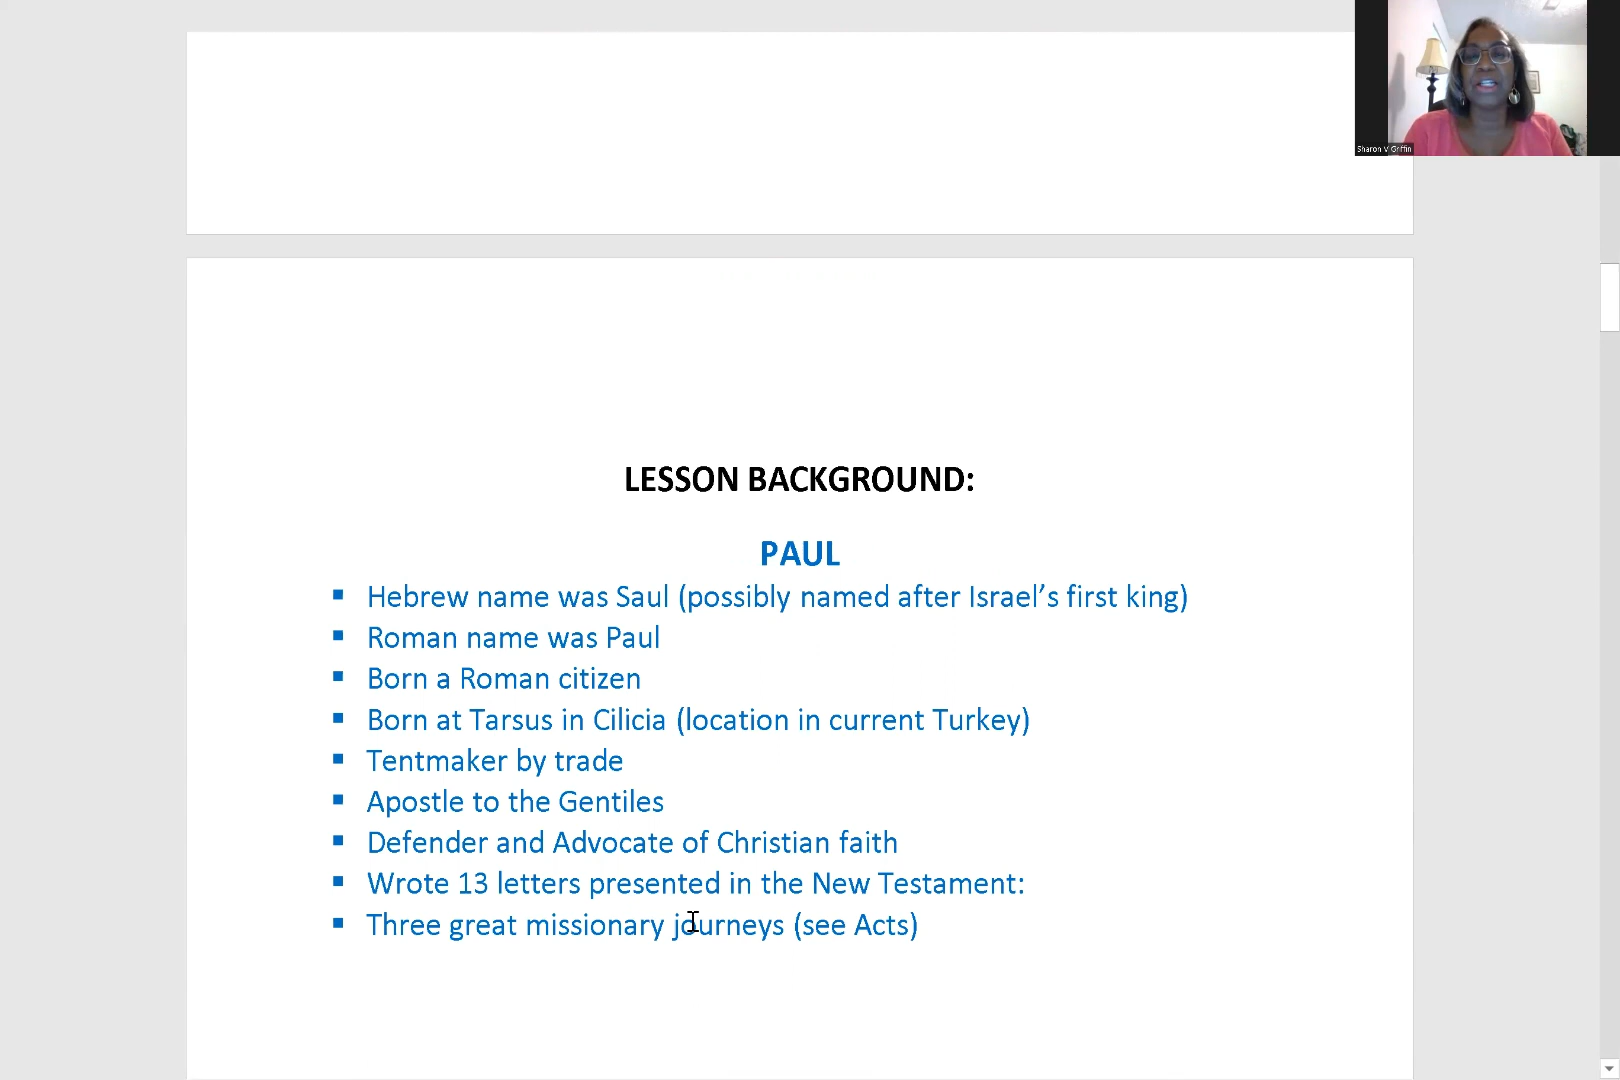 Sharon V Griffin
LESSON BACKGROUND:
PAUL
▪ Hebrew name was Saul (possibly named after Israel’s first king)
▪ Roman name was Paul
▪ Born a Roman citizen
▪ Born at Tarsus in Cilicia (location in current Turkey)
▪ Tentmaker by trade
▪ Apostle to the Gentiles
▪ Defender and Advocate of Christian faith
▪ Wrote 13 letters presented in the New Testament:
▪ Three great missionary journeys (see Acts)